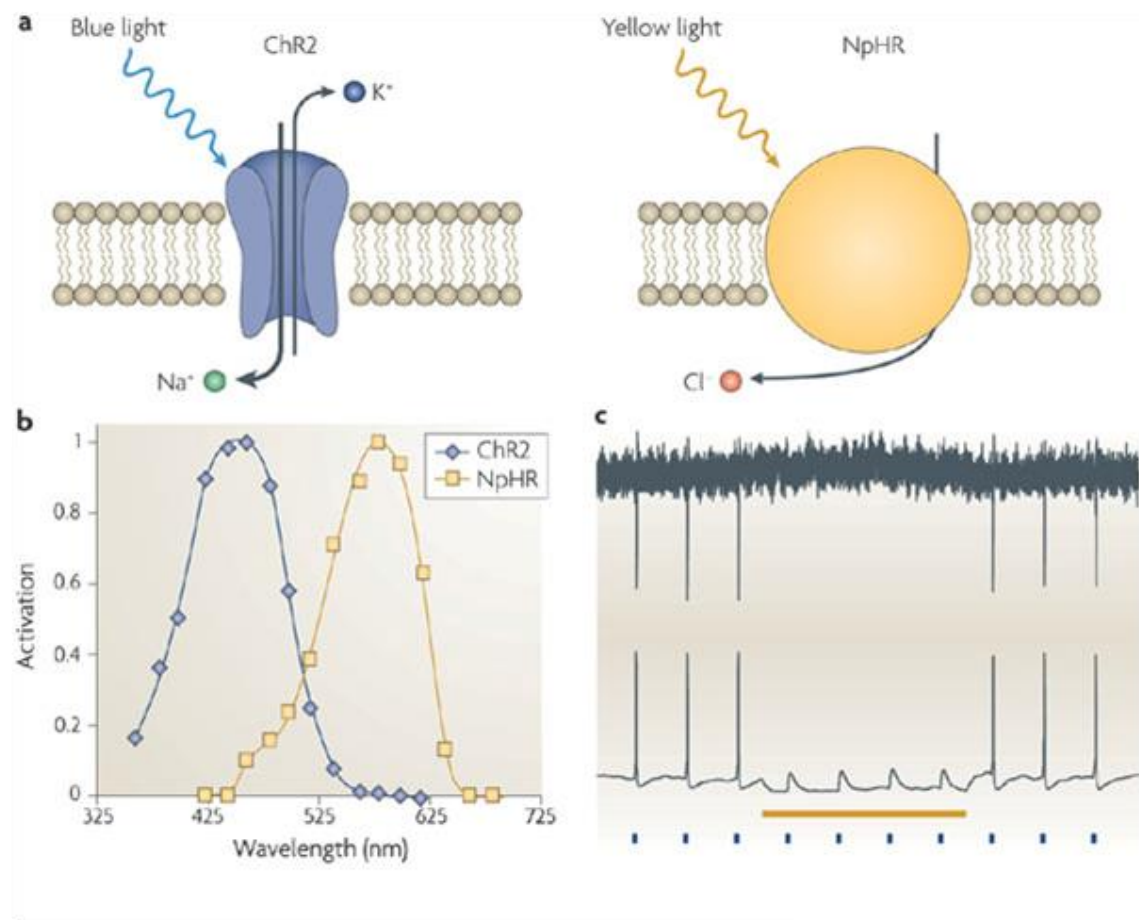 a
Blue light
ChR2
K⁺
Na⁺
Yellow light
NpHR
Cl⁻
b
1
0.8
0.6
0.4
0.2
0
Activation
ChR2
NpHR
325 425 525 625 725
Wavelength (nm)
c